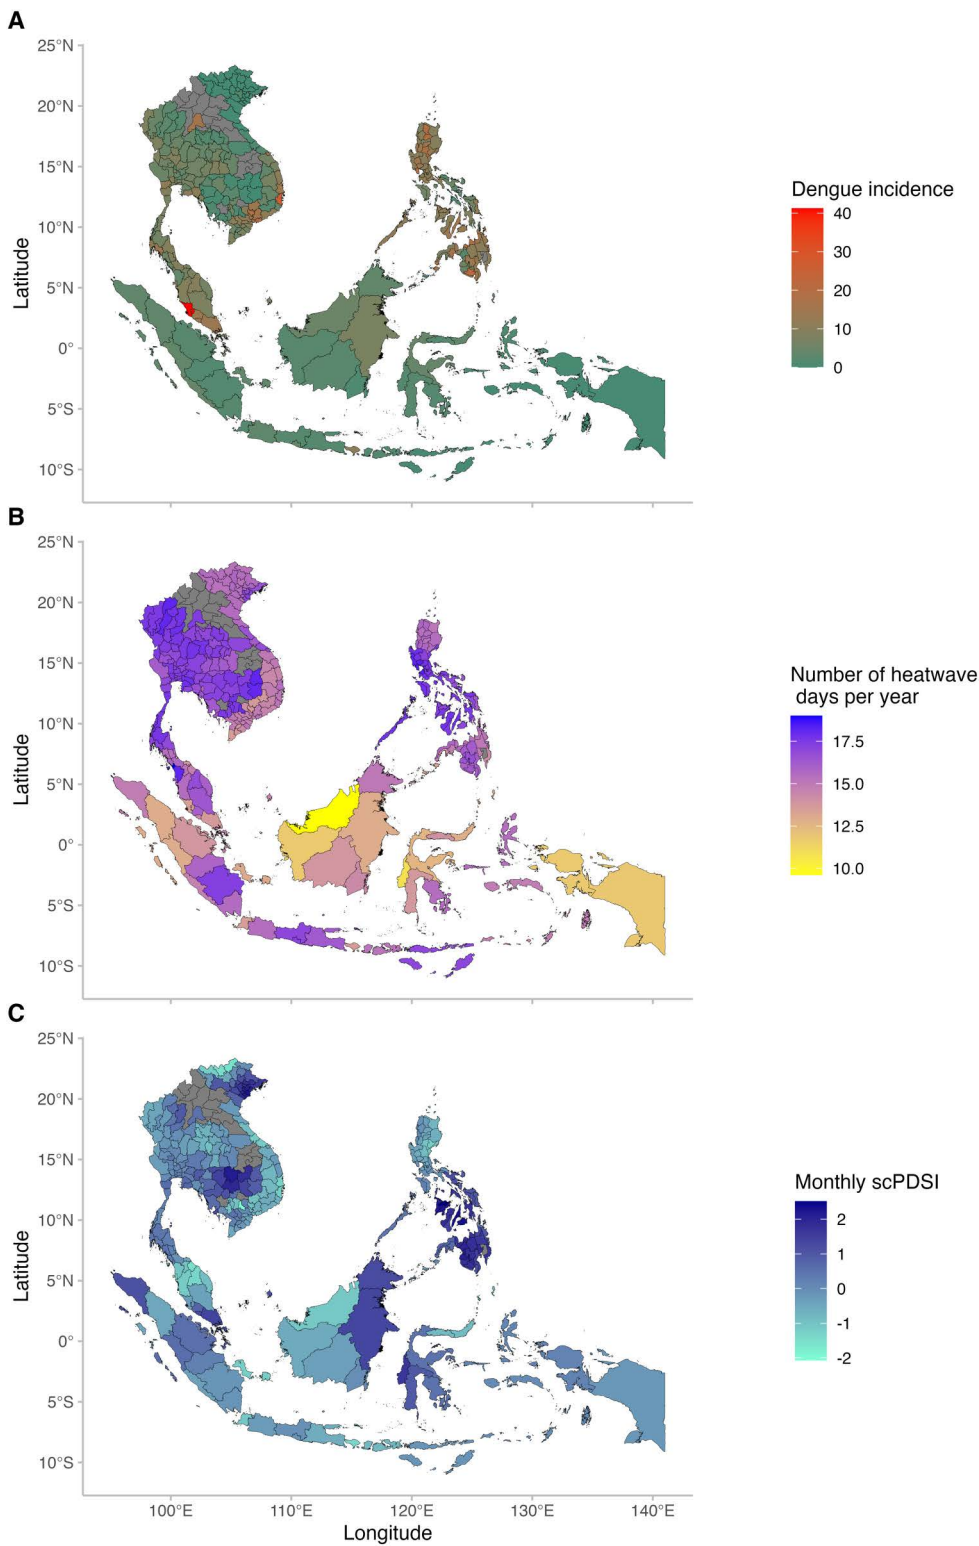 A
25°N
20°N
15°N
10°N
5°N
0°
5°S
10°S
Latitude
Dengue incidence
40
30
20
10
0
B
25°N
20°N
15°N
10°N
5°N
0°
5°S
10°S
Latitude
Number of heatwave
days per year
17.5
15.0
12.5
10.0
C
25°N
20°N
15°N
10°N
5°N
0°
5°S
10°S
Latitude
Monthly scPDSI
2
1
0
-1
-2
100°E
110°E
120°E
130°E
140°E
Longitude